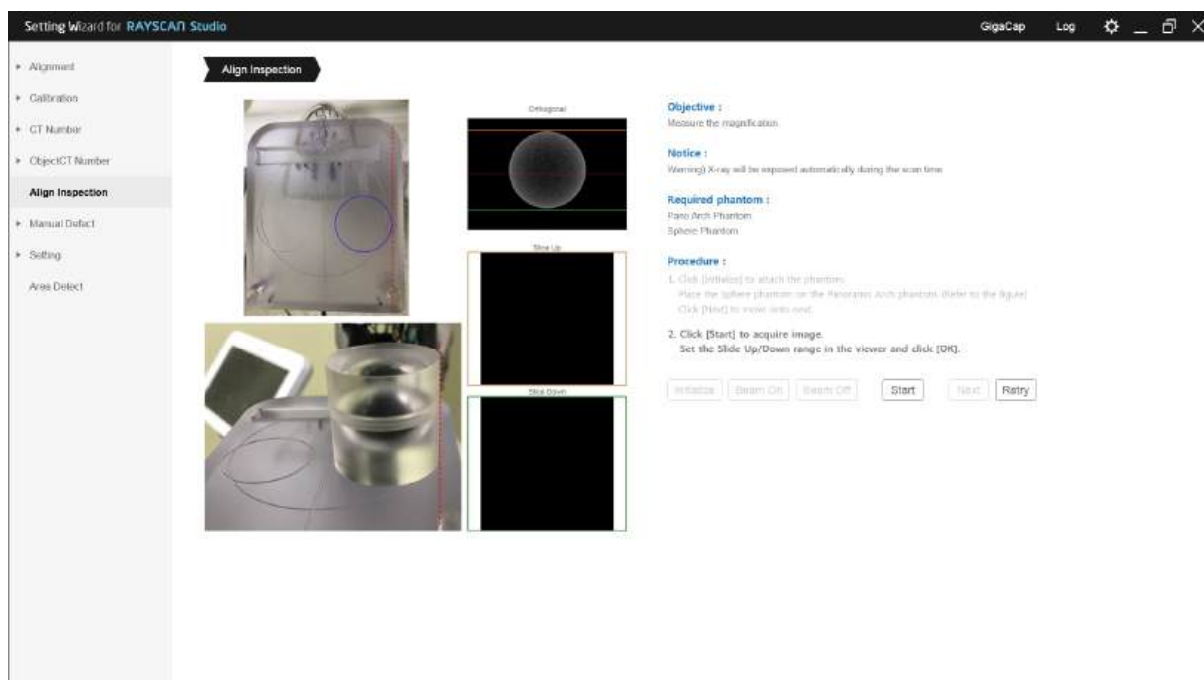 Setting Wizard for RAYSCAN Studio
GigaCap
Log
Alignment
Calibration
CT Number
ObjectCT Number
Align Inspection
Manual Defect
Setting
Area Detect
Align Inspection
Orthogonal
Slice Up
Slice Down
Objective :
Measure the magnification.
Notice :
Warning) X-ray will be exposed automatically during the scan time
Required phantom :
Pano Arch Phantom
Sphere Phantom
Procedure :
1. Click [Initialize] to attach the phantom.
Place the sphere phantom on the Panoramic Arch phantom. (Refer to the figure)
Click [Next] to move onto next.
2. Click [Start] to acquire image.
Set the Slide Up/Down range in the viewer and click [OK].
Initialize
Beam On
Beam Off
Start
Next
Retry